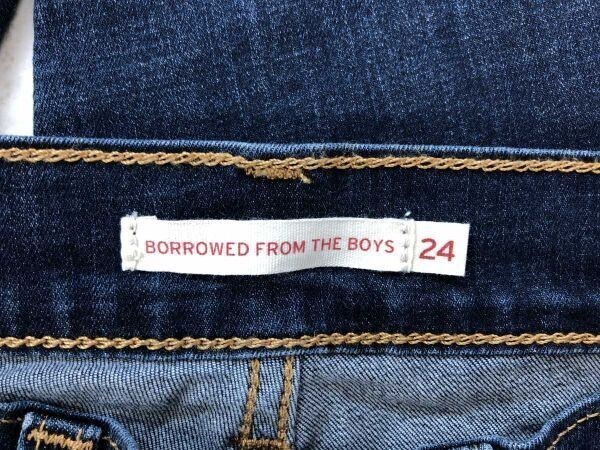 BORROWED FROM THE BOYS 24